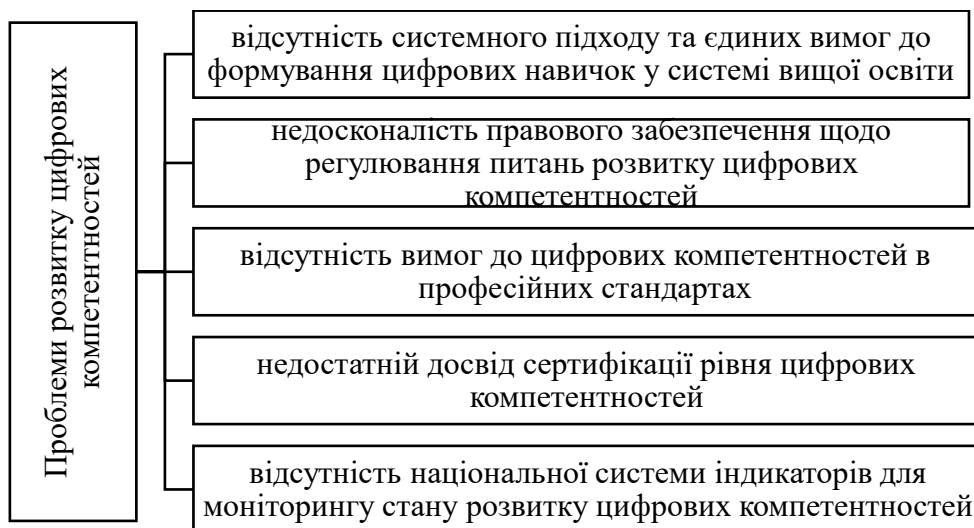 Проблеми розвитку цифрових
компетентностей
відсутність системного підходу та єдиних вимог до
формування цифрових навичок у системі вищої освіти
недосконалість правового забезпечення щодо
регулювання питань розвитку цифрових
компетентностей
відсутність вимог до цифрових компетентностей в
професійних стандартах
недостатній досвід сертифікації рівня цифрових
компетентностей
відсутність національної системи індикаторів для
моніторингу стану розвитку цифрових компетентностей